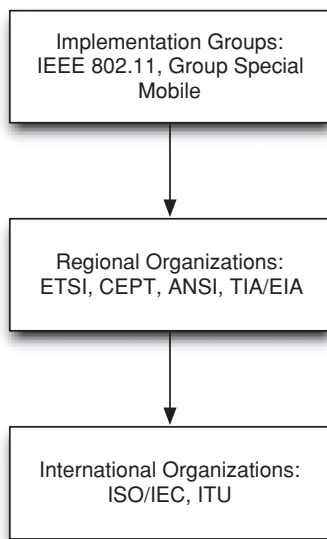 Implementation Groups:
IEEE 802.11, Group Special
Mobile
Regional Organizations:
ETSI, CEPT, ANSI, TIA/EIA
International Organizations:
ISO/IEC, ITU